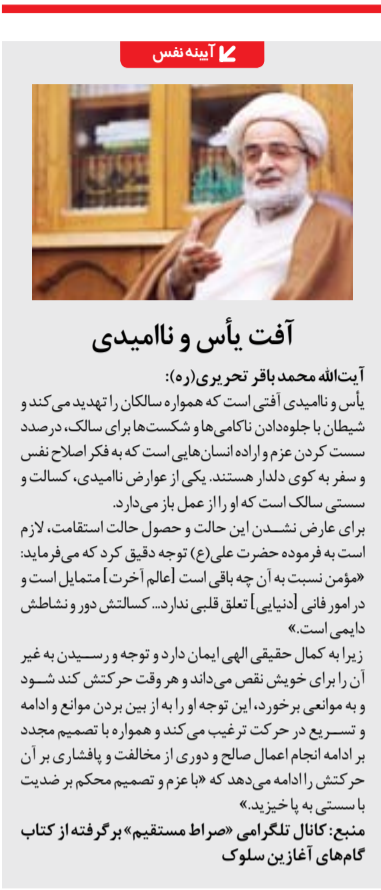 آیینه نفس
آفت یأس و ناامیدی
آیت‌الله محمدباقر تحریری(ره):
یأس و ناامیدی آفتی است که همواره سالکان را تهدید می‌کند و
شیطان با جلوه‌دادن ناکامی‌ها و شکست‌ها برای سالک، درصدد
سست کردن عزم و اراده انسان‌هایی است که به فکر اصلاح نفس
و سفر به کوی دلدار هستند. یکی از عوارض ناامیدی، کسالت و
سستی سالک است که او را از عمل باز می‌دارد.
برای عارض نشدن این حالت و حصول حالت استقامت، لازم
است به فرموده حضرت علی(ع) توجه دقیق کرد که می‌فرماید:
«مؤمن نسبت به آن چه باقی است [عالم آخرت] متمایل است و
در امور فانی [دنیایی] تعلق قلبی ندارد... کسالتش دور و نشاطش
دایمی است.»
زیرا به کمال حقیقی الهی ایمان دارد و توجه و رسیدن به غیر
آن را برای خویش نقص می‌داند و هر وقت حرکتش کند شود
و به موانعی برخورد، این توجه او را به از بین بردن موانع و ادامه
و تسریع در حرکت ترغیب می‌کند و همواره با تصمیم مجدد
بر ادامه انجام اعمال صالح و دوری از مخالفت و پافشاری بر آن
حرکتش را ادامه می‌دهد که «با عزم و تصمیم محکم بر ضدیت
با سستی به پا خیزید.»
منبع: کانال تلگرامی «صراط مستقیم» برگرفته از کتاب
گام‌های آغازین سلوک